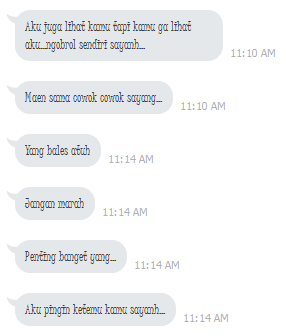 Aku juga lihat kamu tapi kamu ga lihat
aku...ngobrol sendiri sayanh...
11:10 AM
Maen sama cowok cowok sayang...
11:10 AM
Yang bales atuh
11:14 AM
Jangan marah
11:14 AM
Penting banget yang...
11:14 AM
Aku pingin ketemu kamu sayanh...
11:14 AM